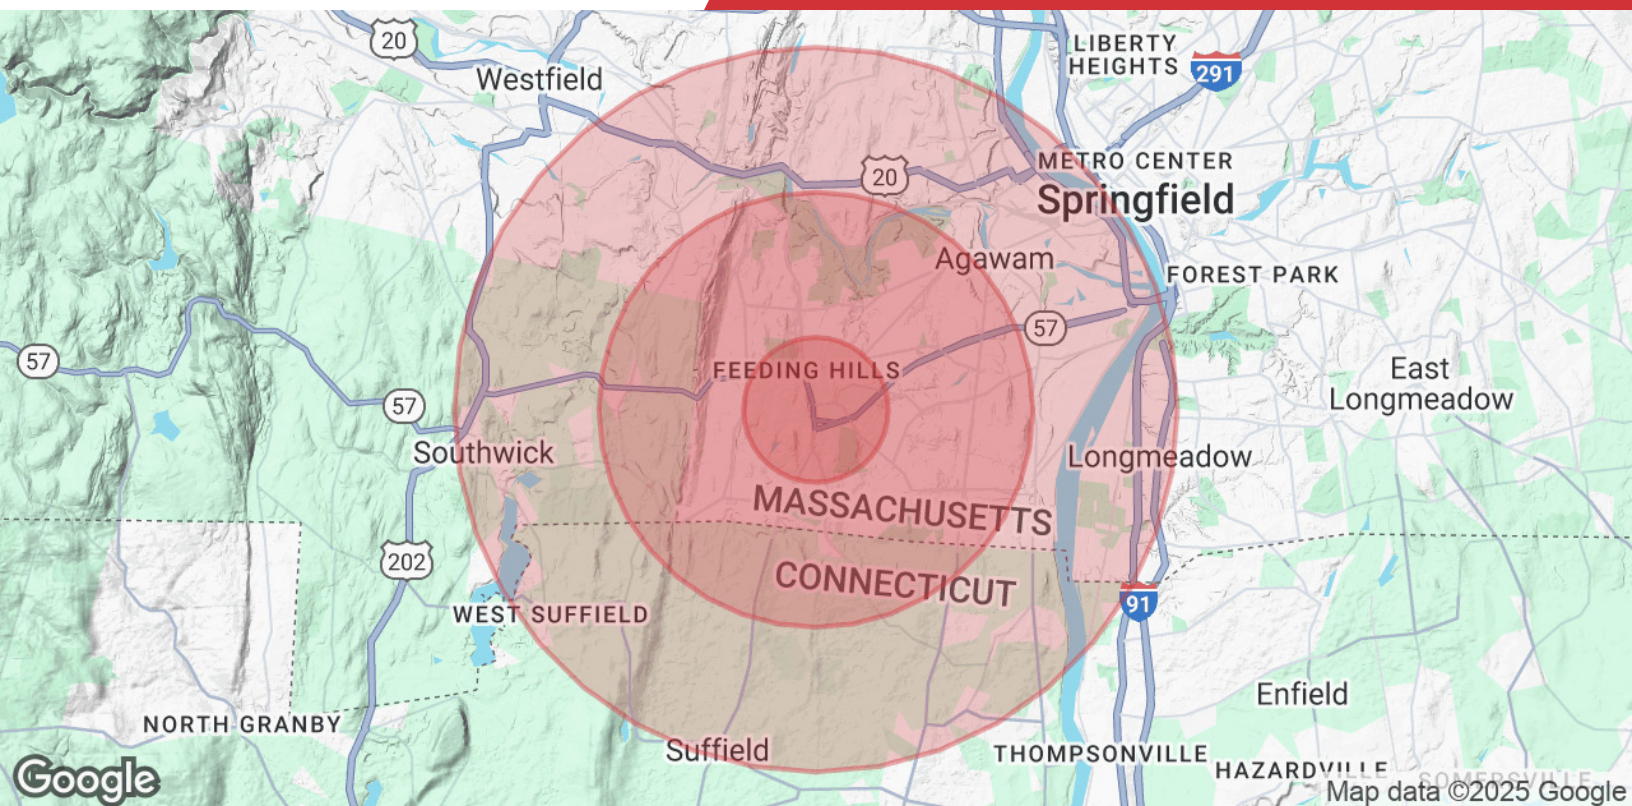 20
LIBERTY
HEIGHTS
291
Westfield
METRO CENTER
20
Springfield
Agawam
FOREST PARK
57
57
FEEDING HILLS
East
Longmeadow
57
Southwick
Longmeadow
MASSACHUSETTS
202
CONNECTICUT
91
WEST SUFFIELD
Enfield
NORTH GRANBY
Suffield
THOMPSONVILLE
HAZARDVILLE
SOMERSVILLE
Google
Map data ©2025 Google